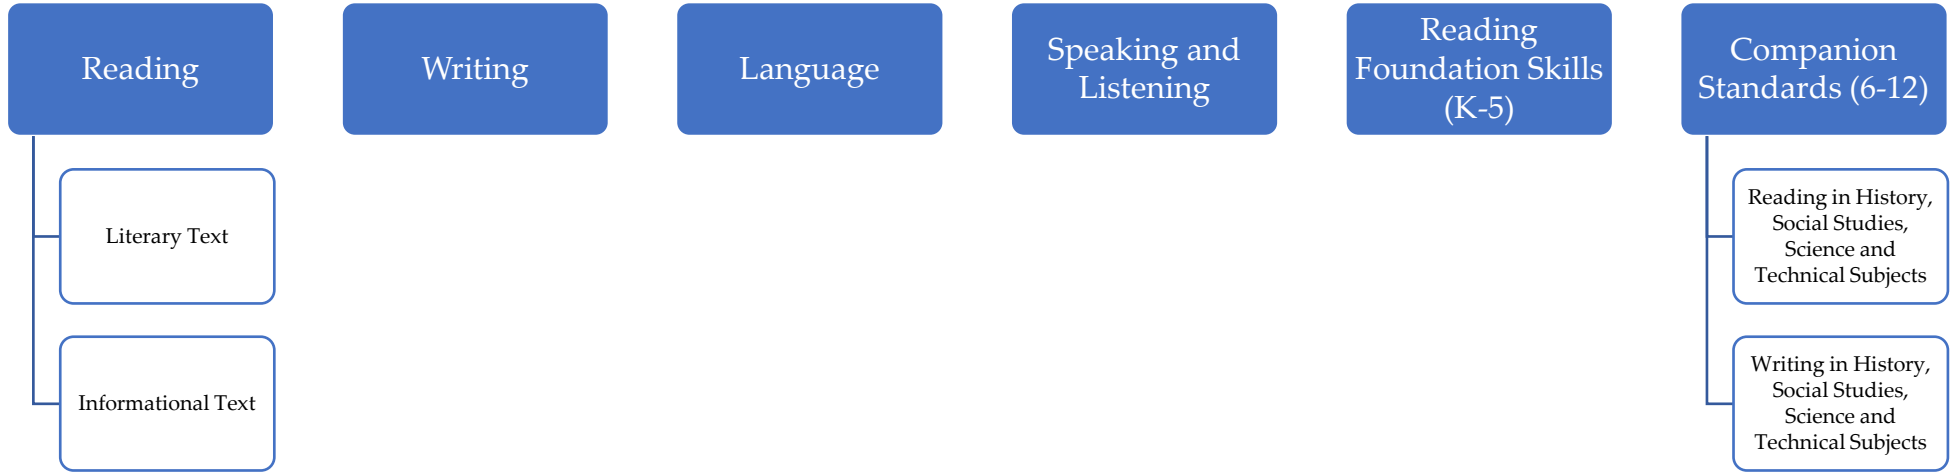 Reading
Writing
Language
Speaking and
Listening
Reading
Foundation Skills
(K-5)
Companion
Standards (6-12)
Literary Text
Informational Text
Reading in History,
Social Studies,
Science and
Technical Subjects
Writing in History,
Social Studies,
Science and
Technical Subjects